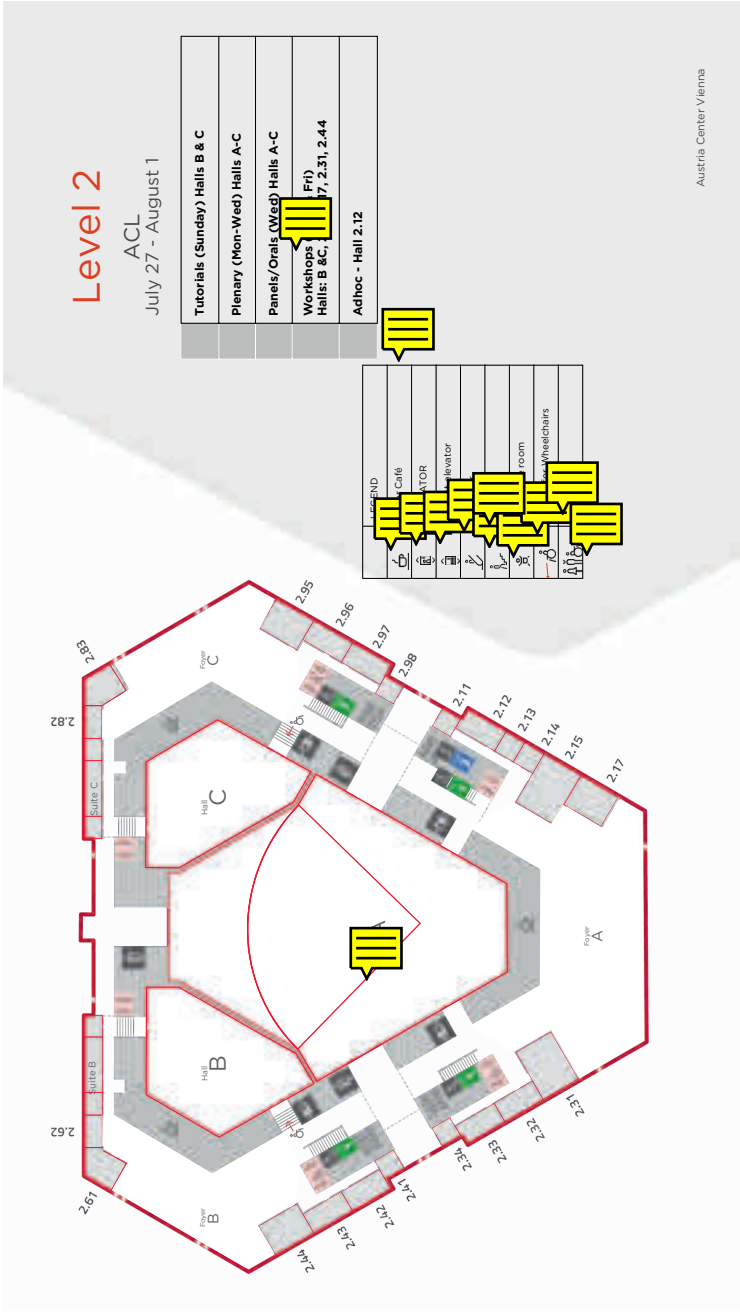 Level 2
ACL
July 27 - August 1
Tutorials (Sunday) Halls B & C
Plenary (Mon-Wed) Halls A-C
Panels/Orals (Wed) Halls A-C
Workshops Fri)
Halls: B &C, 17, 2.31, 2.44
Adhoc - Hall 2.12
Austria Center Vienna
Café
elevator
room
for Wheelchairs
2.83
2.82
Suite C
Foyer
C
2.95
2.96
2.97
2.98
2.11
2.12
2.13
2.14
2.15
2.17
Hall
C
Foyer
A
Hall
B
Suite B
2.62
2.61
Foyer
B
2.44
2.43
2.42
2.41
2.34
2.33
2.32
2.31